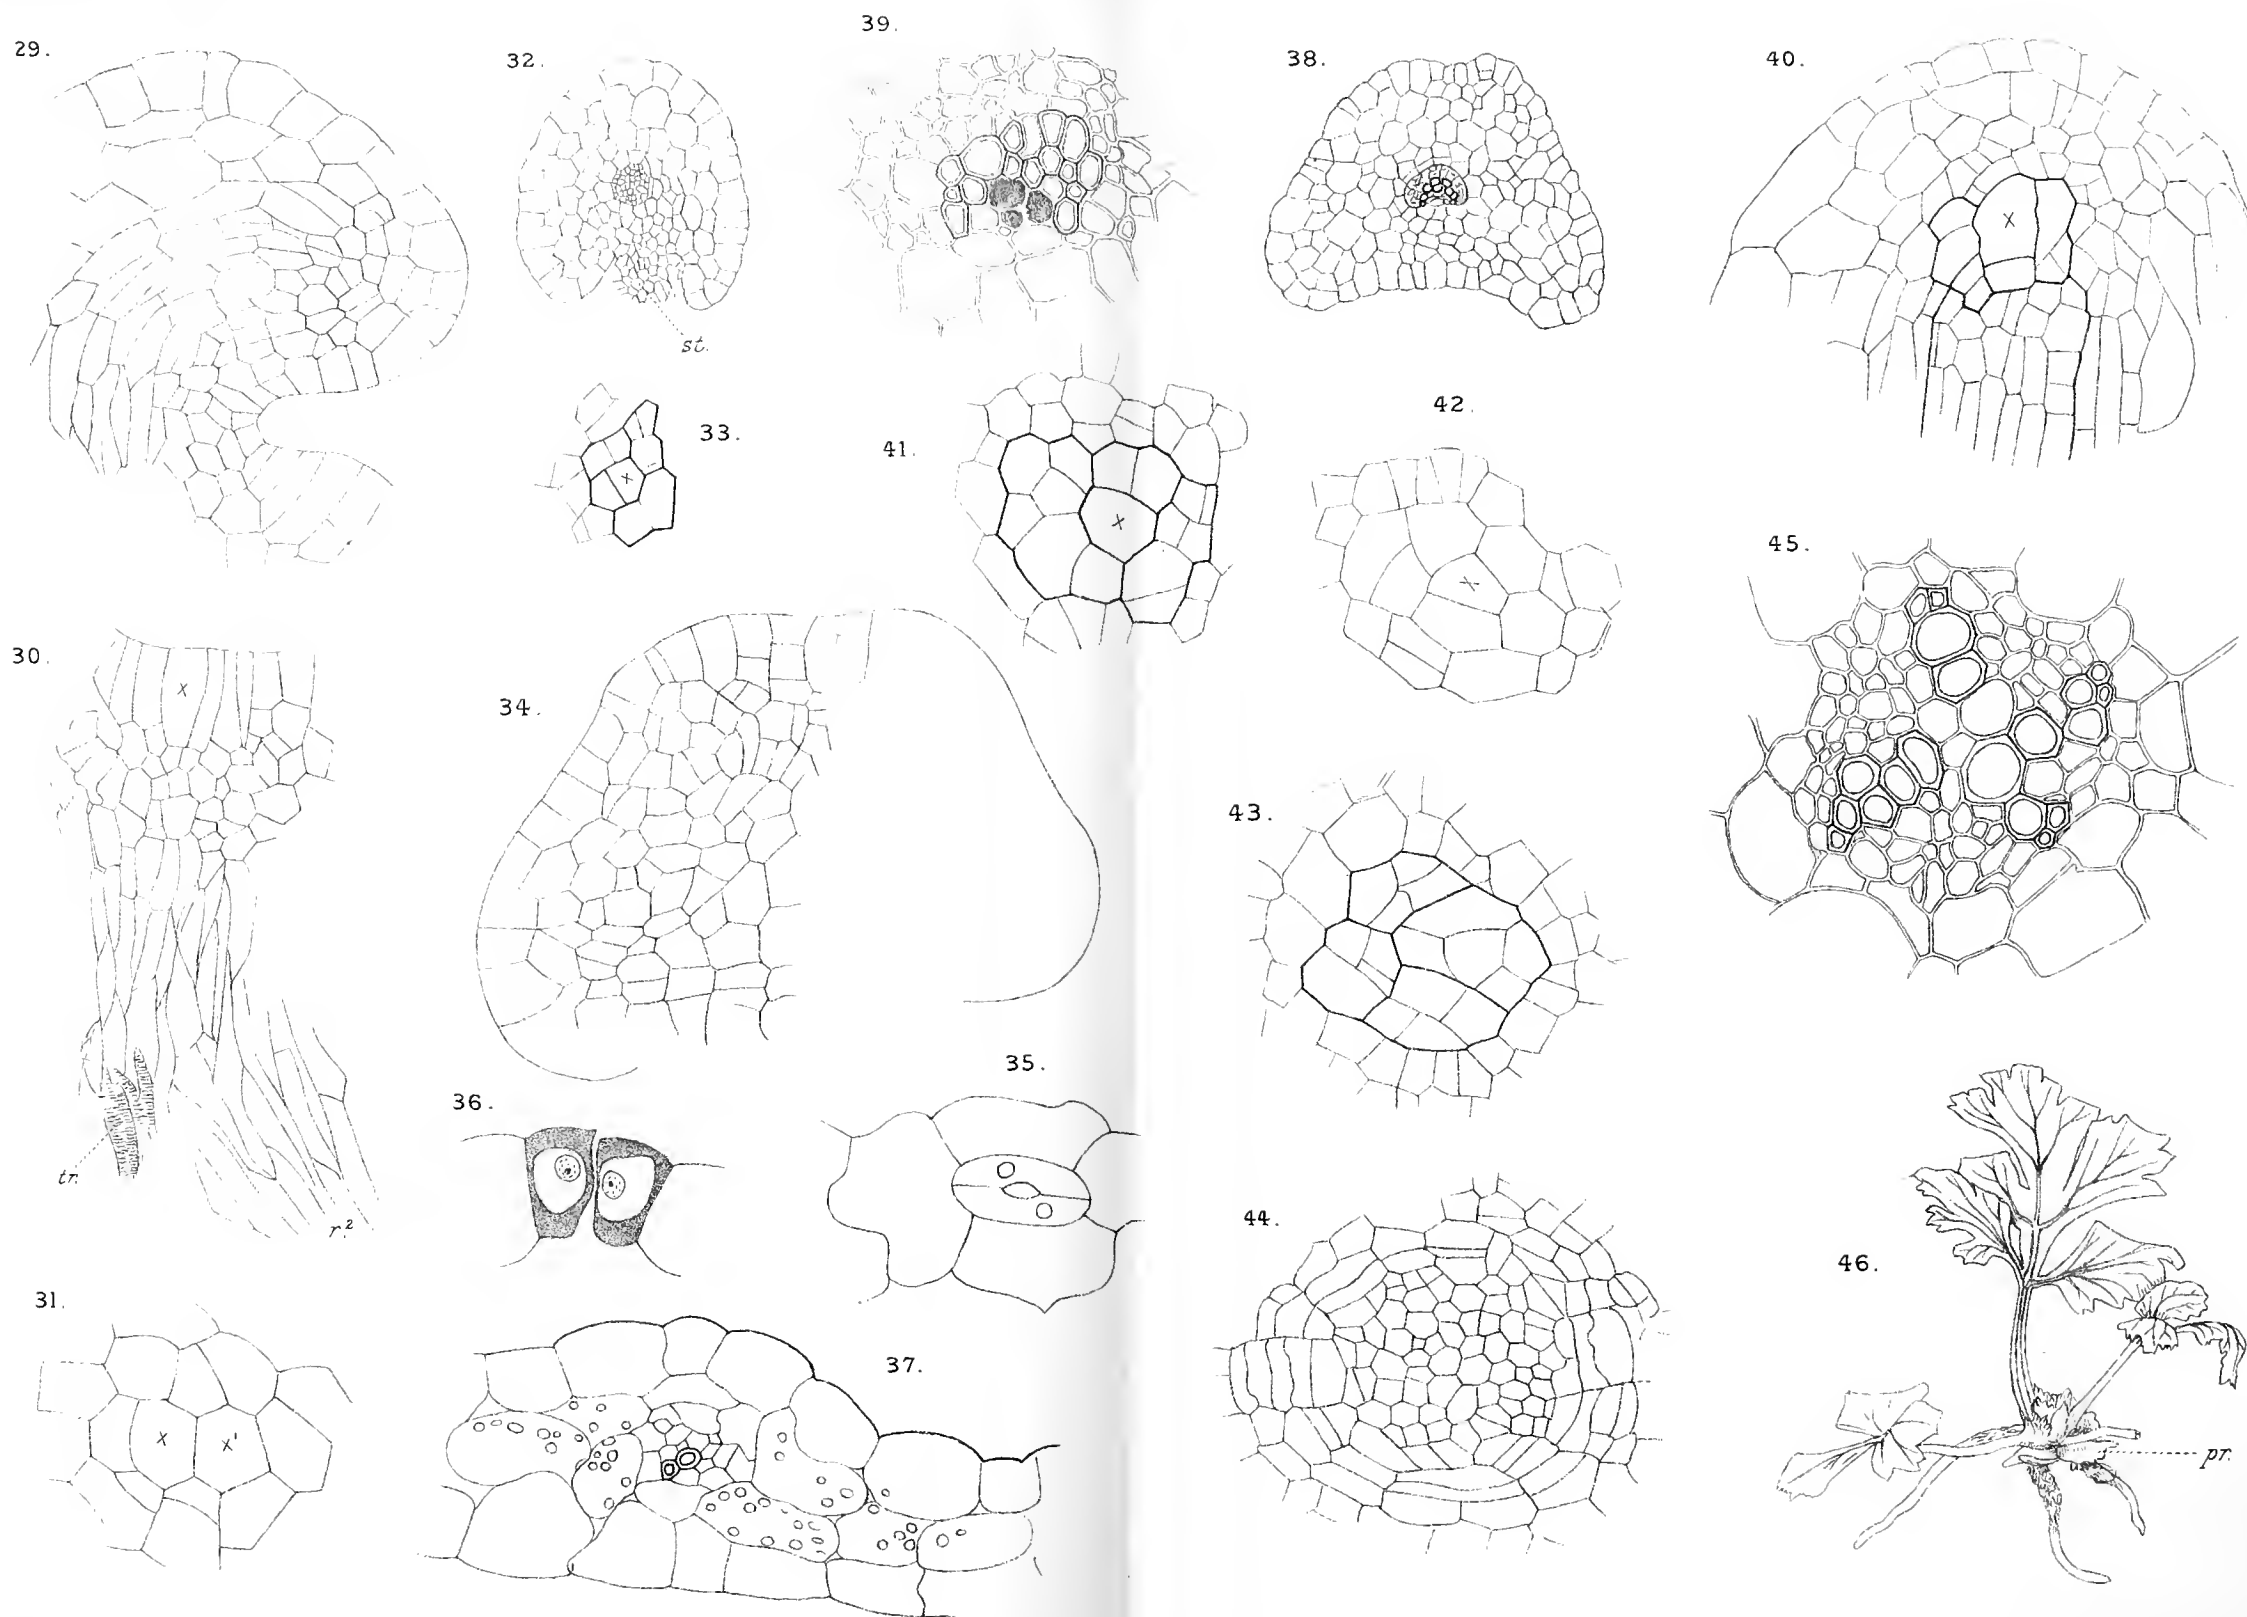 29.
32.
39.
38.
40.
x
st.
33.
x
41.
x
42.
x
45.
30.
x
34.
43.
35.
36.
tr.
r.²
44.
46.
31.
x
x'
37.
pr.